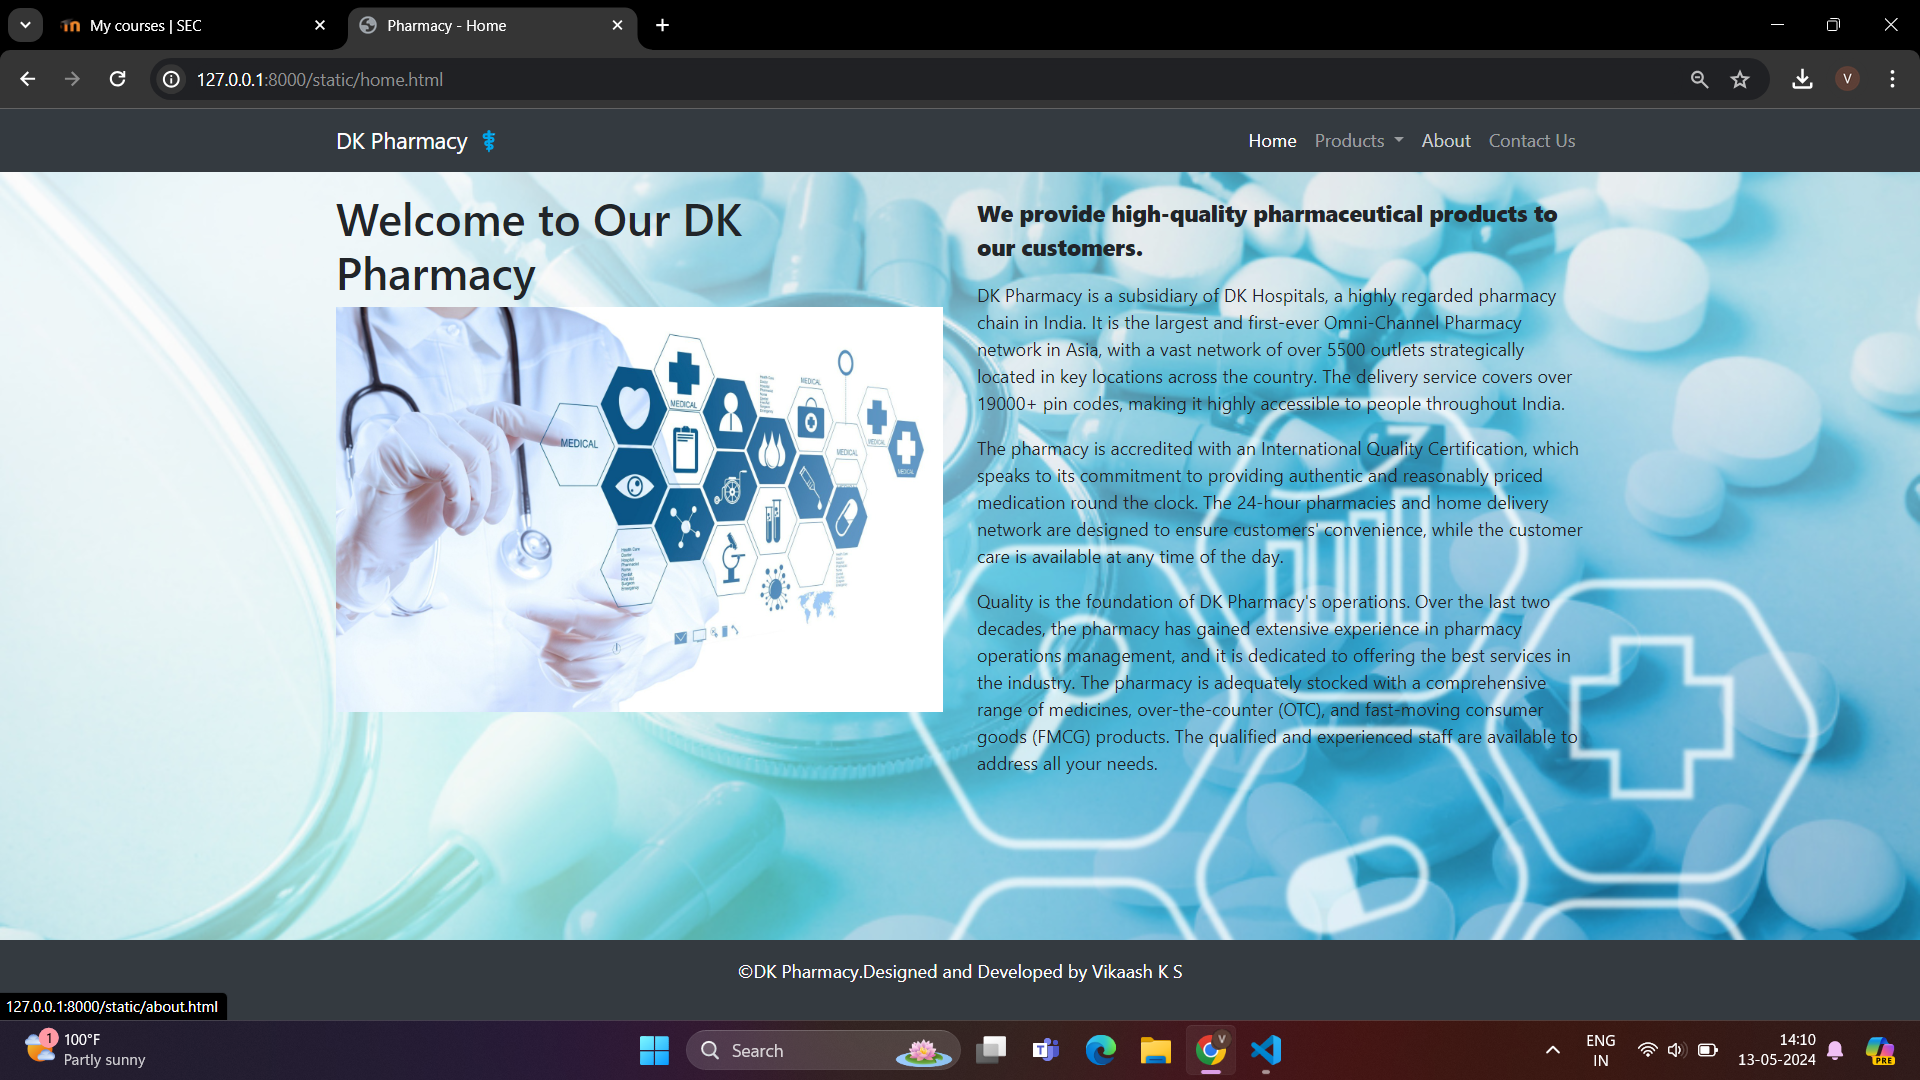 My courses | SEC
Pharmacy - Home
127.0.0.1:8000/static/home.html
V
DK Pharmacy
Home
Products
About
Contact Us
Welcome to Our DK
Pharmacy
MEDICAL
MEDICAL
MEDICAL
MEDICAL
MEDICAL
MEDICAL
We provide high-quality pharmaceutical products to
our customers.
DK Pharmacy is a subsidiary of DK Hospitals, a highly regarded pharmacy
chain in India. It is the largest and first-ever Omni-Channel Pharmacy
network in Asia, with a vast network of over 5500 outlets strategically
located in key locations across the country. The delivery service covers over
19000+ pin codes, making it highly accessible to people throughout India.
The pharmacy is accredited with an International Quality Certification, which
speaks to its commitment to providing authentic and reasonably priced
medication round the clock. The 24-hour pharmacies and home delivery
network are designed to ensure customers' convenience, while the customer
care is available at any time of the day.
Quality is the foundation of DK Pharmacy's operations. Over the last two
decades, the pharmacy has gained extensive experience in pharmacy
operations management, and it is dedicated to offering the best services in
the industry. The pharmacy is adequately stocked with a comprehensive
range of medicines, over-the-counter (OTC), and fast-moving consumer
goods (FMCG) products. The qualified and experienced staff are available to
address all your needs.
©DK Pharmacy.Designed and Developed by Vikaash K S
127.0.0.1:8000/static/about.html
1
100°F
Partly sunny
Search
V
ENG
IN
14:10
13-05-2024
PRE